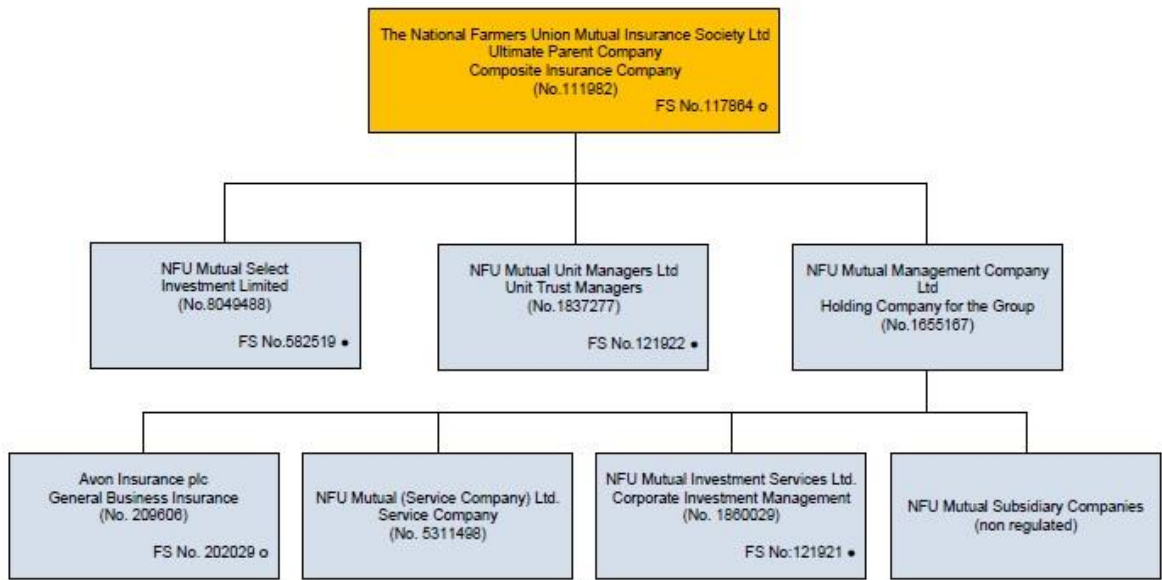 The National Farmers Union Mutual Insurance Society Ltd
Ultimate Parent Company
Composite Insurance Company
(No.111982)
FS No.117864 o
NFU Mutual Select
Investment Limited
(No.8049488)
FS No.582519 •
NFU Mutual Unit Managers Ltd
Unit Trust Managers
(No.1837277)
FS No.121922 •
NFU Mutual Management Company
Ltd
Holding Company for the Group
(No.1655167)
Avon Insurance plc
General Business Insurance
(No. 209606)
FS No. 202029 o
NFU Mutual (Service Company) Ltd.
Service Company
(No. 5311498)
NFU Mutual Investment Services Ltd.
Corporate Investment Management
(No. 1860029)
FS No:121921 •
NFU Mutual Subsidiary Companies
(non regulated)